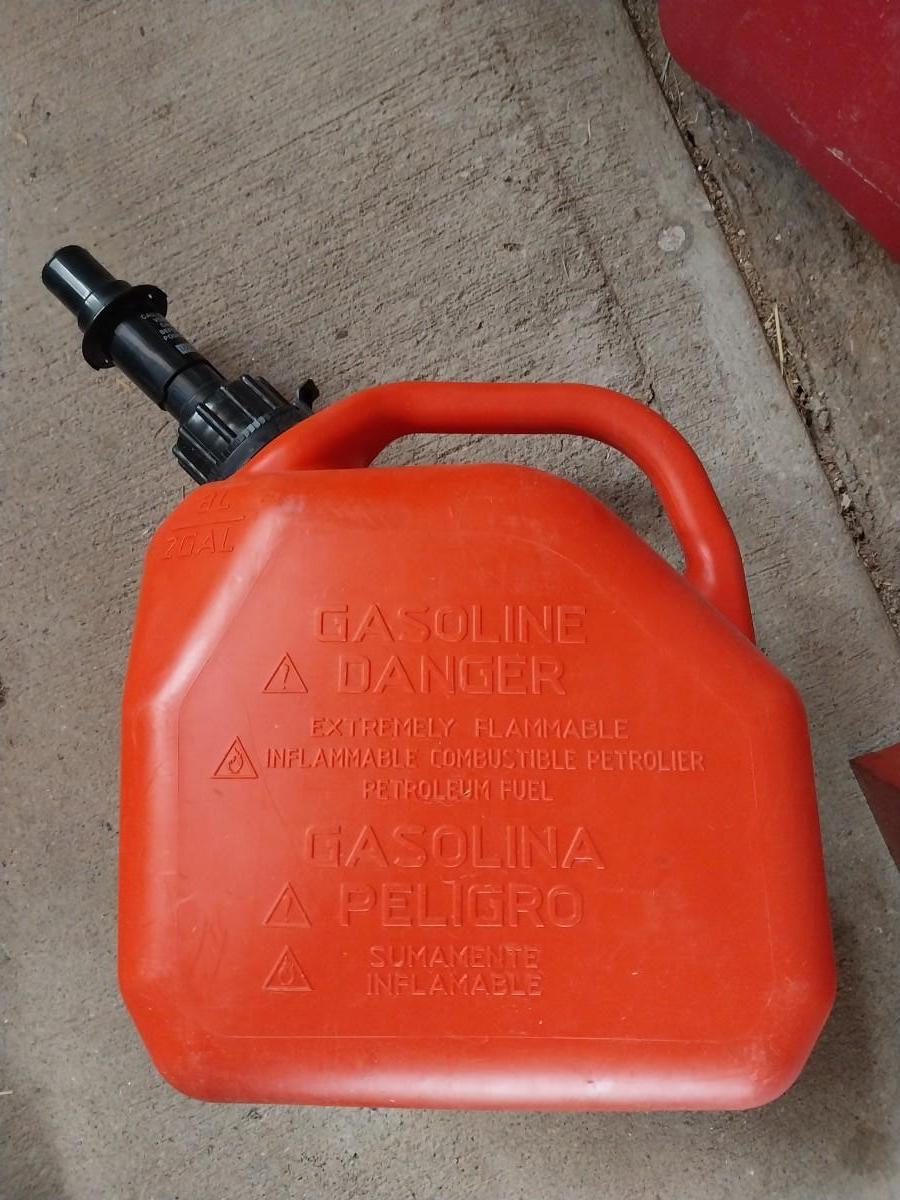 8L
2GAL
GASOLINE
DANGER
EXTREMELY FLAMMABLE
INFLAMMABLE COMBUSTIBLE PETROLIER
PETROLEUM FUEL
GASOLINA
PELIGRO
SUMAMENTE
INFLAMABLE